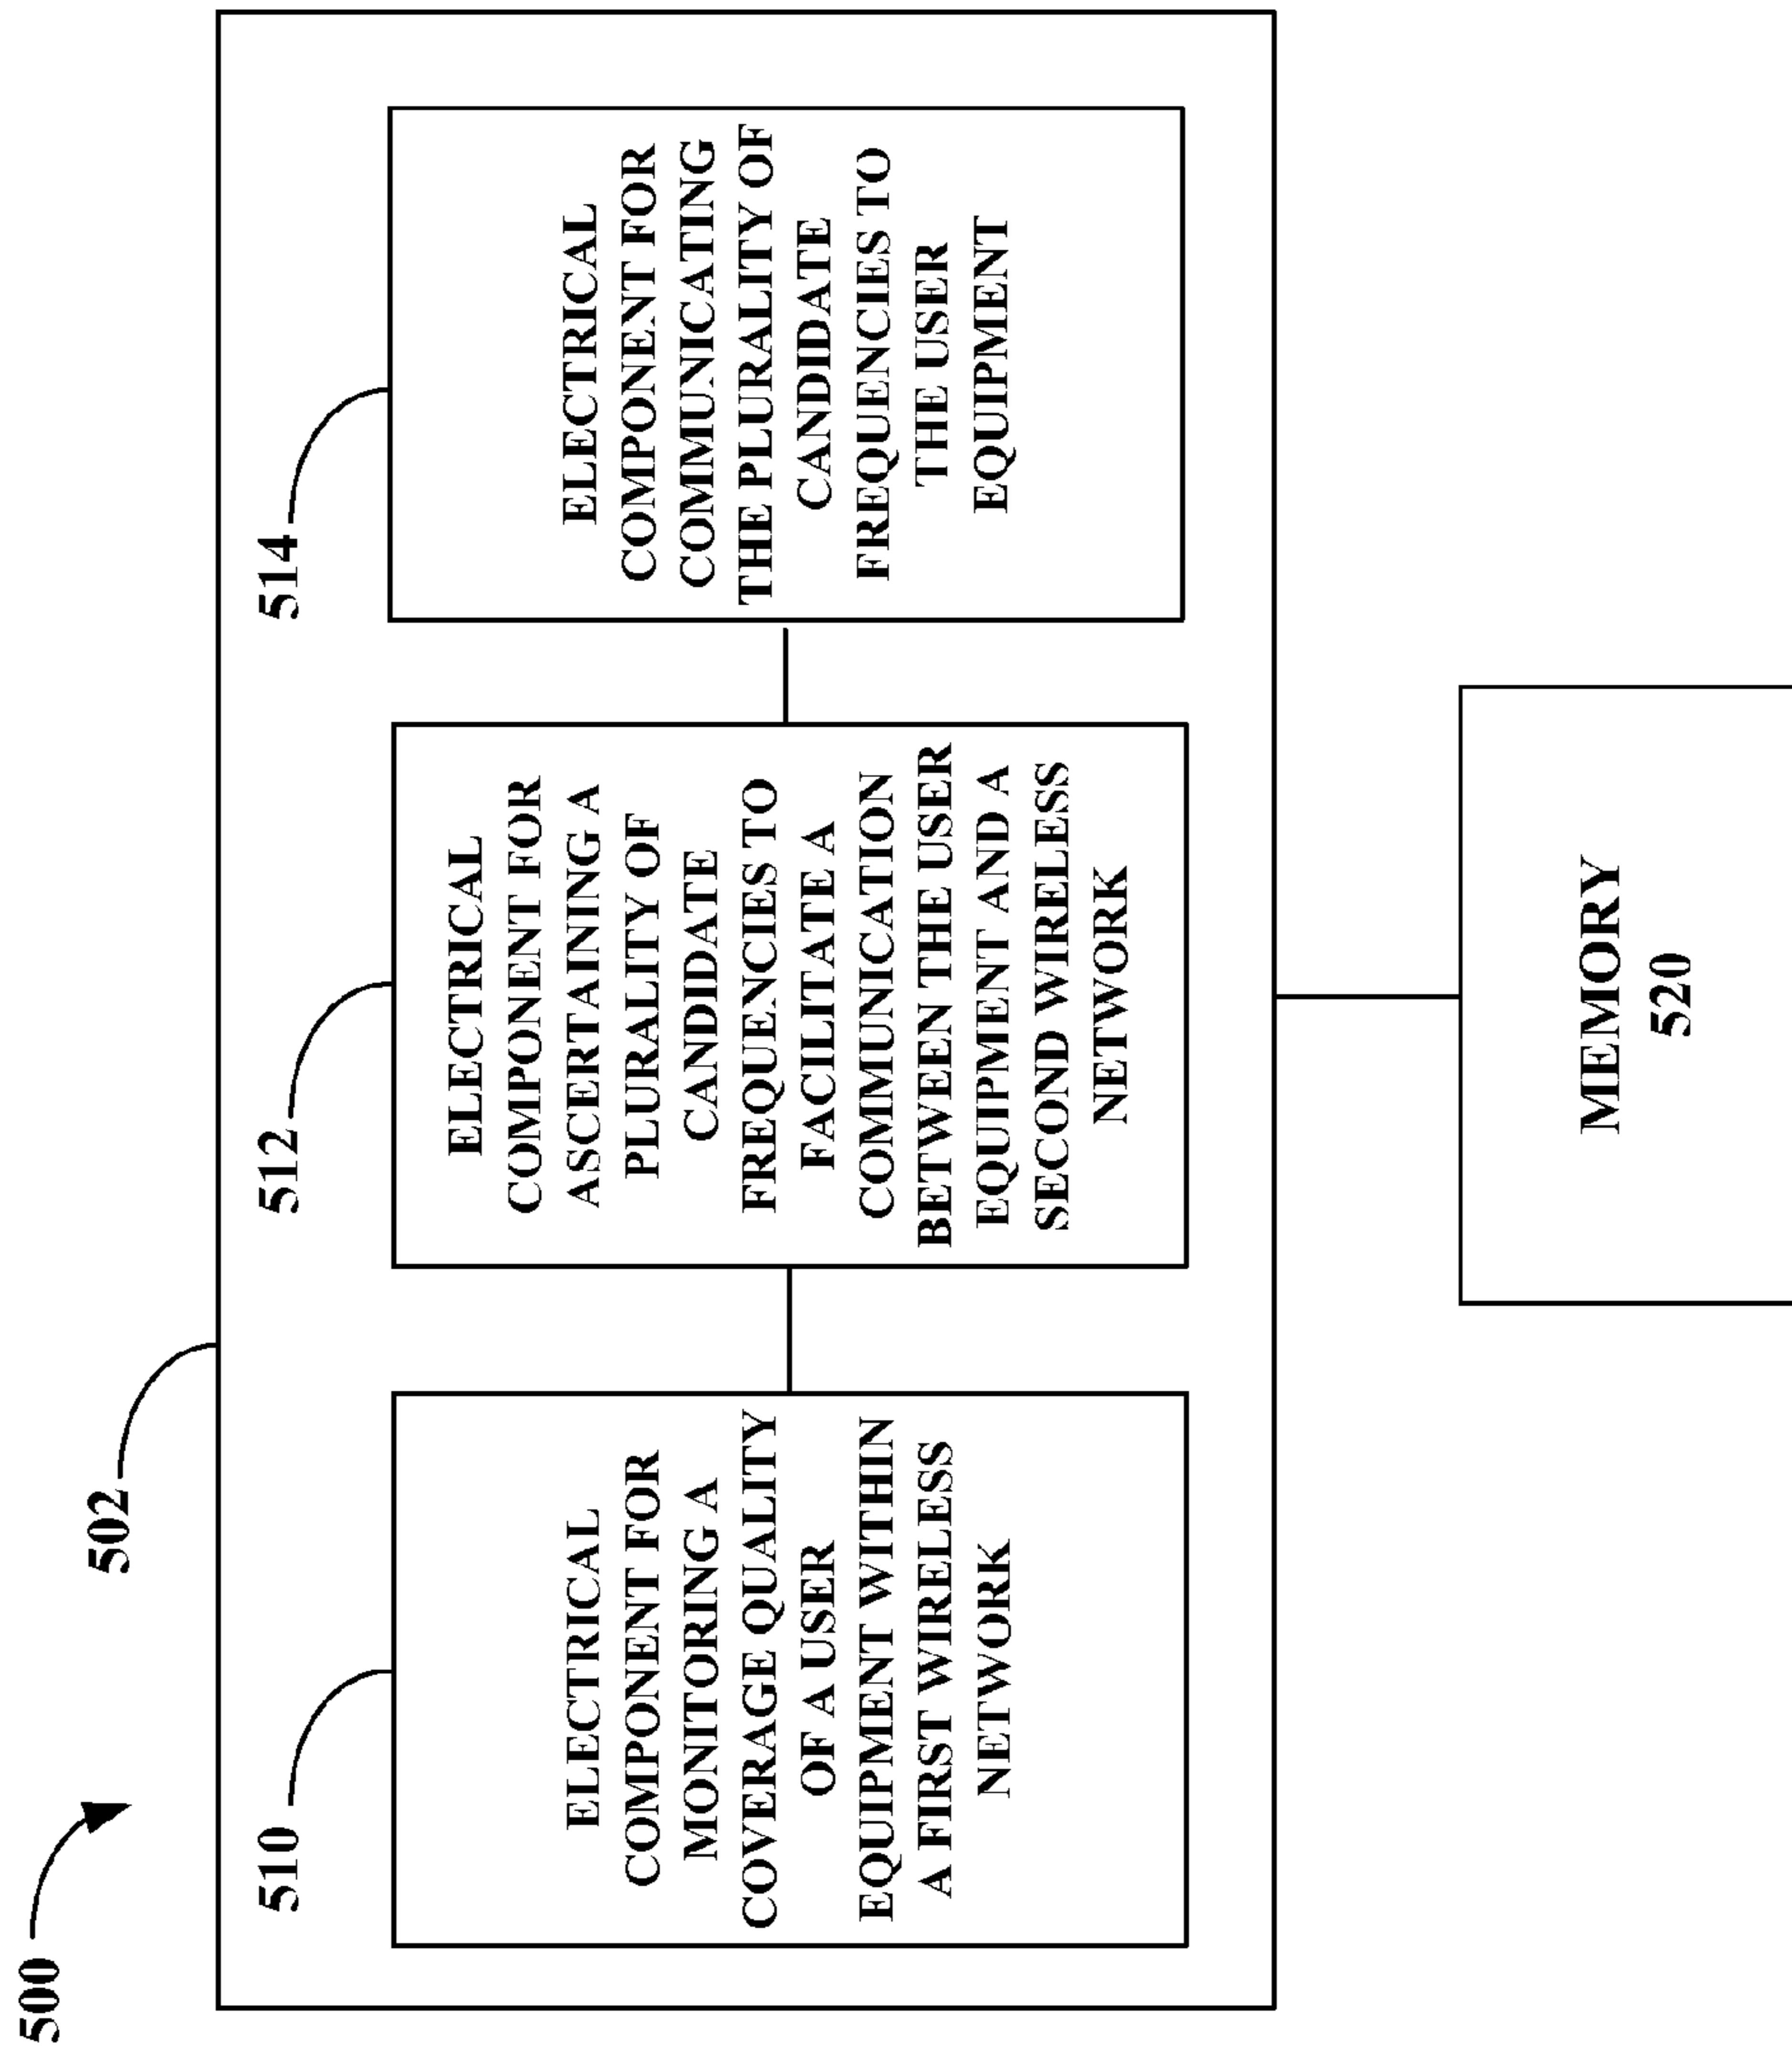 500
502
510
512
514
ELECTRICAL
COMPONENT FOR
MONITORING A
COVERAGE QUALITY
OF A USER
EQUIPMENT WITHIN
A FIRST WIRELESS
NETWORK
ELECTRICAL
COMPONENT FOR
ASCERTAINING A
PLURALITY OF
CANDIDATE
FREQUENCIES TO
FACILITATE A
COMMUNICATION
BETWEEN THE USER
EQUIPMENT AND A
SECOND WIRELESS
NETWORK
ELECTRICAL
COMPONENT FOR
COMMUNICATING
THE PLURALITY OF
CANDIDATE
FREQUENCIES TO
THE USER
EQUIPMENT
MEMORY
520